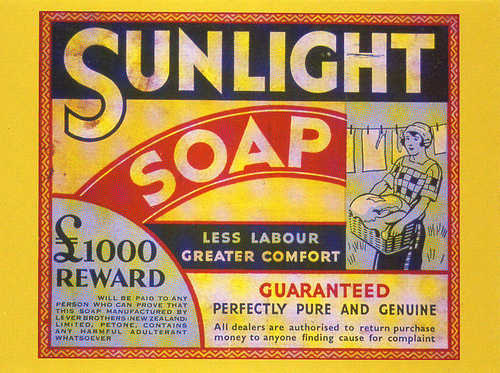 SUNLIGHT
SOAP
LESS LABOUR
GREATER COMFORT
£1000
REWARD
WILL BE PAID TO ANY
PERSON WHO CAN PROVE THAT
THIS SOAP MANUFACTURED BY
LEVER BROTHERS (NEW ZEALAND)
LIMITED, PETONE, CONTAINS
ANY HARMFUL ADULTERANT
WHATSOEVER
GUARANTEED
PERFECTLY PURE AND GENUINE
All dealers are authorised to return purchase
money to anyone finding cause for complaint